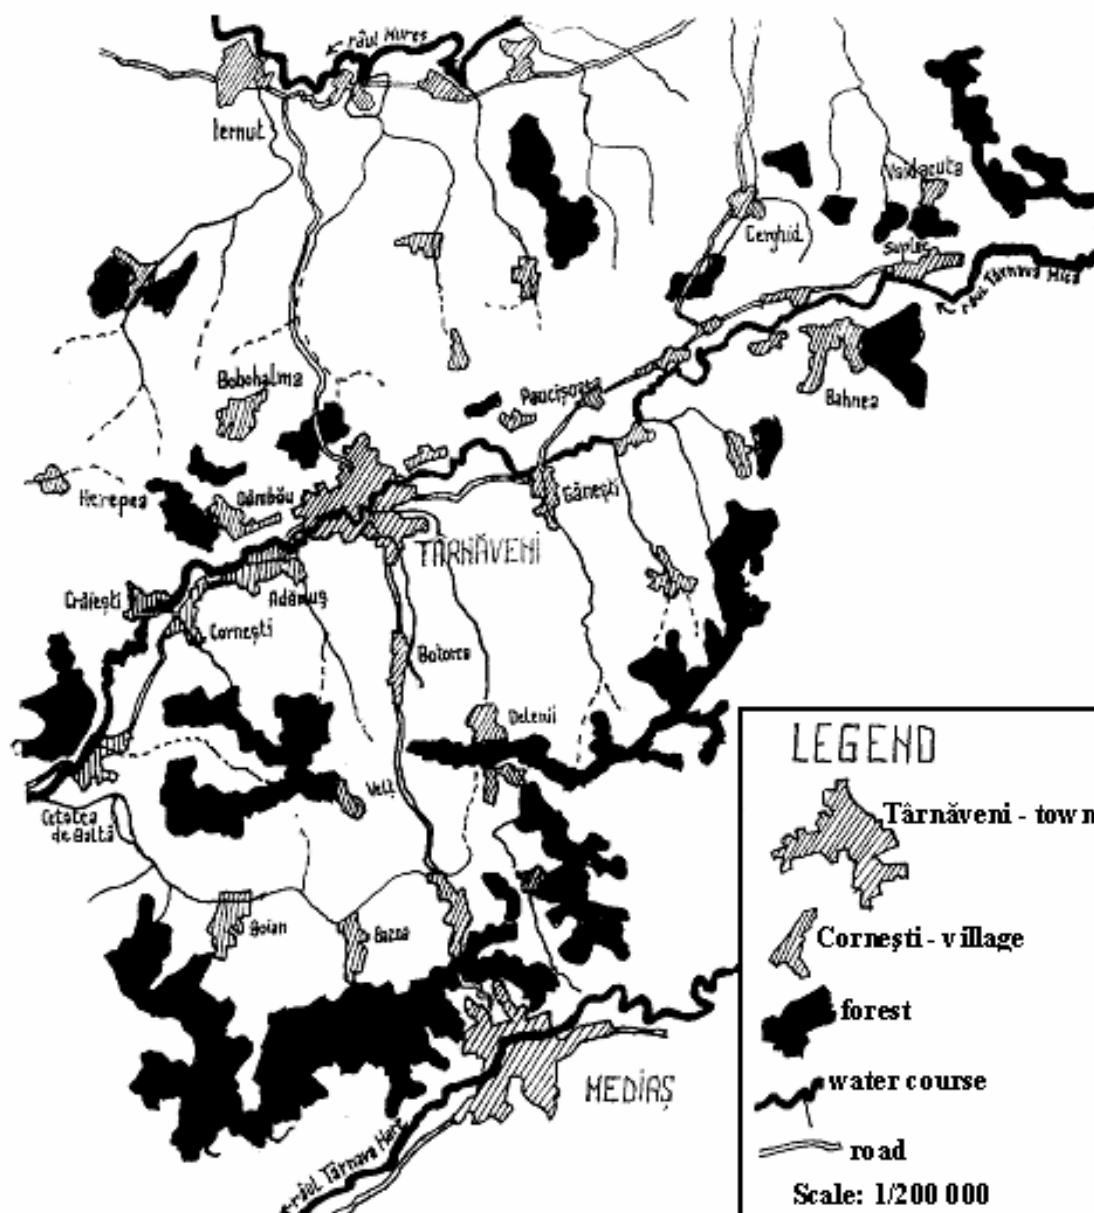 râul Mureș
Iernut
Vaidacuta
Cerghid
Suplac
râul Târnava Mică
Bobohalma
Paucișoara
Bahnea
Herepea
Dâmbău
Gănești
TÂRNĂVENI
Crăiești
Adămuș
Cornești
Botorca
Delenii
Velț
Cetatea
de Baltă
Boian
Bazna
MEDIAȘ
râul Târnava Mare
LEGEND
Târnăveni - town
Cornești - village
forest
water course
road
Scale: 1/200 000